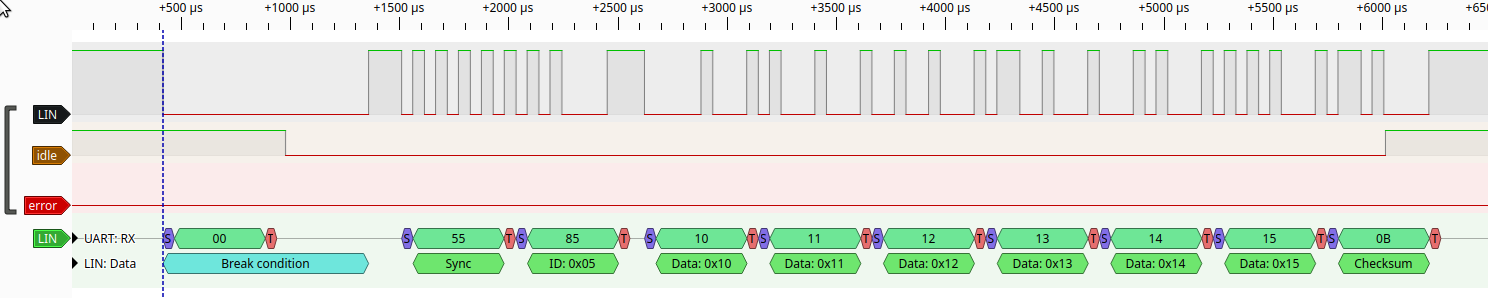 +500 µs +1000 µs +1500 µs +2000 µs +2500 µs +3000 µs +3500 µs +4000 µs +4500 µs +5000 µs +5500 µs +6000 µs +65
LIN
idle
error
LIN UART: RX S 00 T S 55 T S 85 T S 10 T S 11 T S 12 T S 13 T S 14 T S 15 T S 0B T
LIN: Data Break condition Sync ID: 0x05 Data: 0x10 Data: 0x11 Data: 0x12 Data: 0x13 Data: 0x14 Data: 0x15 Checksum